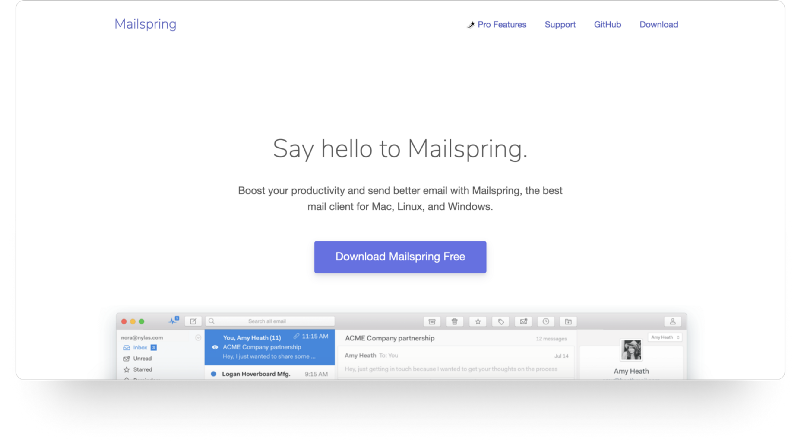 Mailspring
Pro Features
Support
GitHub
Download
Say hello to Mailspring.
Boost your productivity and send better email with Mailspring, the best
mail client for Mac, Linux, and Windows.
Download Mailspring Free
Search all email
nora@nylas.com
Inbox
Unread
Starred
You, Amy Heath (11) 11:15 AM
ACME Company partnership
Hey, I just wanted to share some ...
Logan Hoverboard Mfg. 9:15 AM
ACME Company partnership 12 messages
Amy Heath To: You Jul 14
Hey, just getting in touch because I wanted to get your thoughts on the process
Amy Heath
Amy Heath